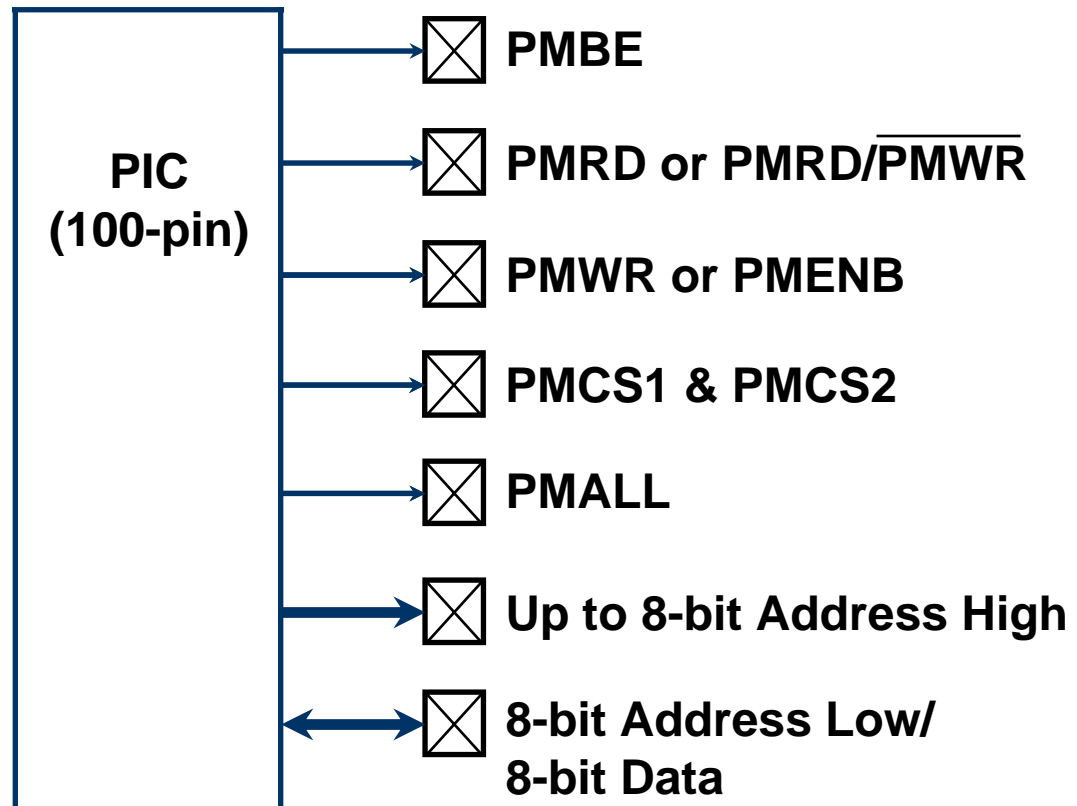 PMBE
PIC
(100-pin)
PMRD or PMRD/P̅M̅W̅R̅
PMWR or PMENB
PMCS1 & PMCS2
PMALL
Up to 8-bit Address High
8-bit Address Low/
8-bit Data